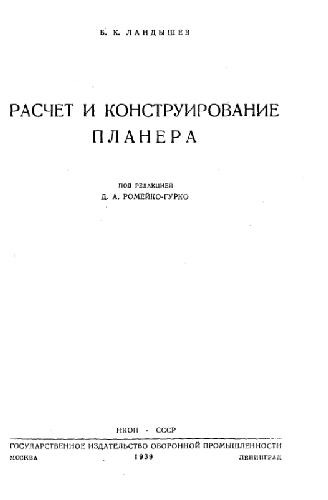 Б. К. ЛАНДЫШЕВ
РАСЧЕТ И КОНСТРУИРОВАНИЕ
ПЛАНЕРА
ПОД РЕДАКЦИЕЙ
Д. А. РОМЕЙКО-ГУРКО
НКОП - СССР
ГОСУДАРСТВЕННОЕ ИЗДАТЕЛЬСТВО ОБОРОННОЙ ПРОМЫШЛЕННОСТИ
МОСКВА 1939 ЛЕНИНГРАД